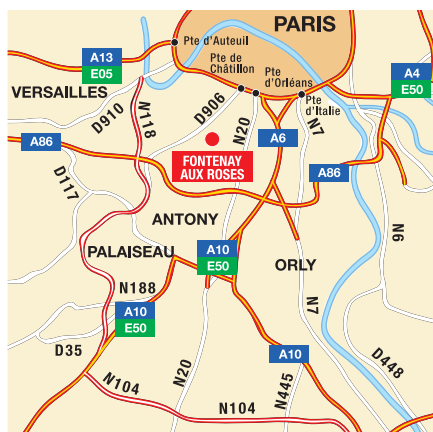 PARIS
Pte d'Auteuil
A13
E05
Pte de
Châtillon
Pte
d'Orléans
A4
E50
VERSAILLES
D910
N118
D906
N20
A6
N7
Pte
d'Italie
A86
FONTENAY
AUX ROSES
A86
D117
ANTONY
N6
PALAISEAU
A10
E50
ORLY
N188
A10
E50
N7
D35
N20
A10
D448
N104
N445
N104